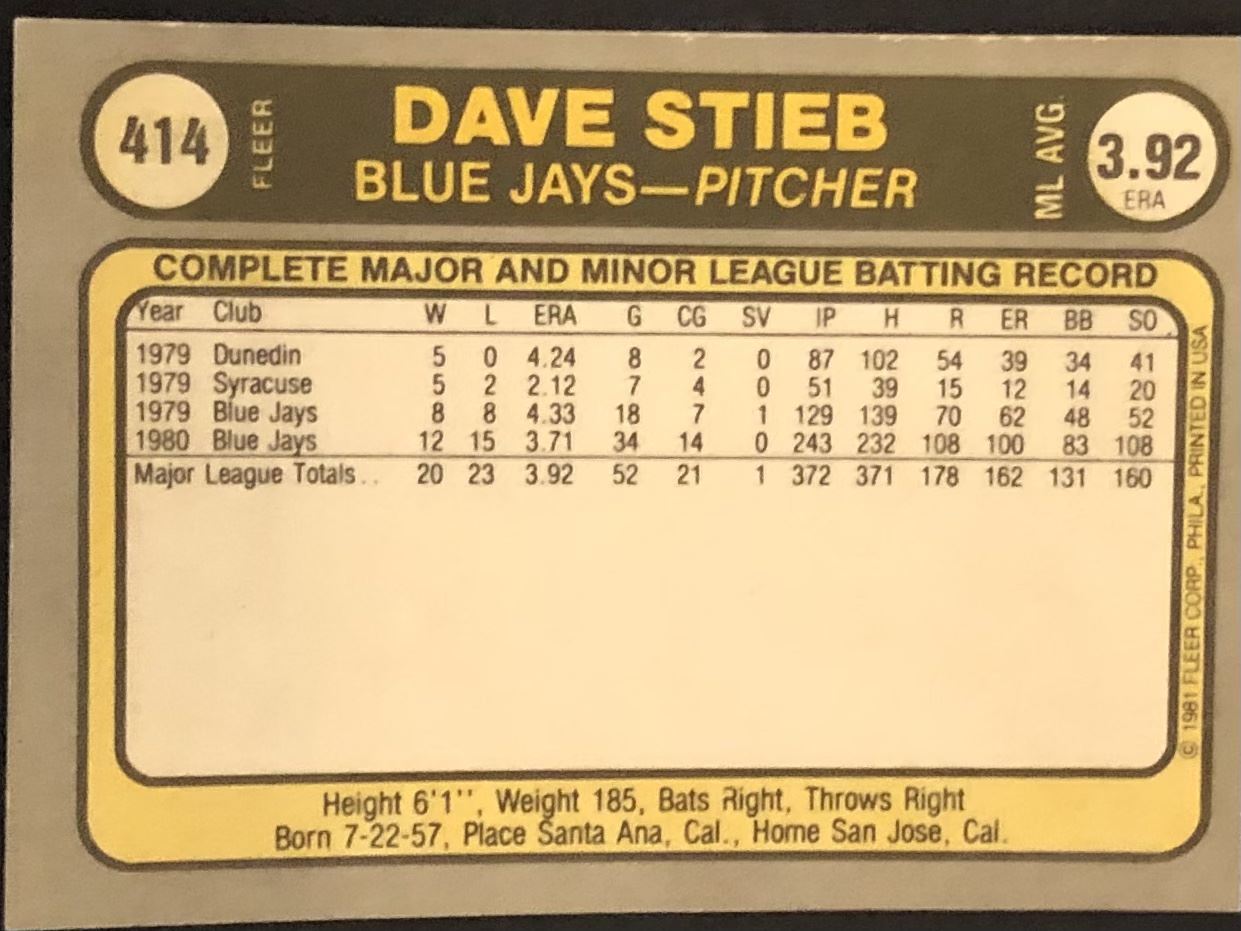 414 FLEER DAVE STIEB ML AVG. 3.92
BLUE JAYS—PITCHER ERA
COMPLETE MAJOR AND MINOR LEAGUE BATTING RECORD
Year Club W L ERA G CG SV IP H R ER BB SO
1979 Dunedin 5 0 4.24 8 2 0 87 102 54 39 34 41
1979 Syracuse 5 2 2.12 7 4 0 51 39 15 12 14 20
1979 Blue Jays 8 8 4.33 18 7 1 129 139 70 62 48 52
1980 Blue Jays 12 15 3.71 34 14 0 243 232 108 100 83 108
Major League Totals . . 20 23 3.92 52 21 1 372 371 178 162 131 160
© 1981 FLEER CORP., PHILA., PRINTED IN USA
Height 6'1'', Weight 185, Bats Right, Throws Right
Born 7-22-57, Place Santa Ana, Cal., Home San Jose, Cal.